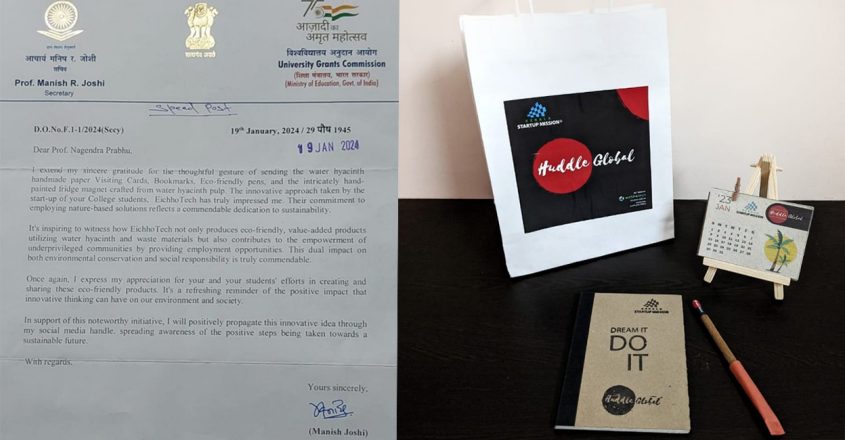 आचार्य मनिष र. जोशी
सचिव
Prof. Manish R. Joshi
Secretary
सत्यमेव जयते
75
आज़ादी का
अमृत महोत्सव
विश्वविद्यालय अनुदान आयोग
University Grants Commission
(शिक्षा मंत्रालय, भारत सरकार)
(Ministry of Education, Govt. of India)
Speed Post
D.O.No.F.1-1/2024(Secy)
19th January, 2024 / 29 पौष 1945
19 JAN 2024
Dear Prof. Nagendra Prabhu,
I extend my sincere gratitude for the thoughtful gesture of sending the water hyacinth
handmade paper Visiting Cards, Bookmarks, Eco-friendly pens, and the intricately hand-
painted fridge magnet crafted from water hyacinth pulp. The innovative approach taken by the
start-up of your College students, EichhoTech has truly impressed me. Their commitment to
employing nature-based solutions reflects a commendable dedication to sustainability.
It's inspiring to witness how EichhoTech not only produces eco-friendly, value-added products
utilizing water hyacinth and waste materials but also contributes to the empowerment of
underprivileged communities by providing employment opportunities. This dual impact on
both environmental conservation and social responsibility is truly commendable.
Once again, I express my appreciation for your and your students' efforts in creating and
sharing these eco-friendly products. It's a refreshing reminder of the positive impact that
innovative thinking can have on our environment and society.
In support of this noteworthy initiative, I will positively propagate this innovative idea through
my social media handle. spreading awareness of the positive steps being taken towards a
sustainable future.
With regards,
Yours sincerely,
(Manish Joshi)
KERALA
STARTUP MISSION
Huddle Global
23
JAN
Huddle Global
STARTUP MISSION
DREAM IT
DO
IT
Huddle Global